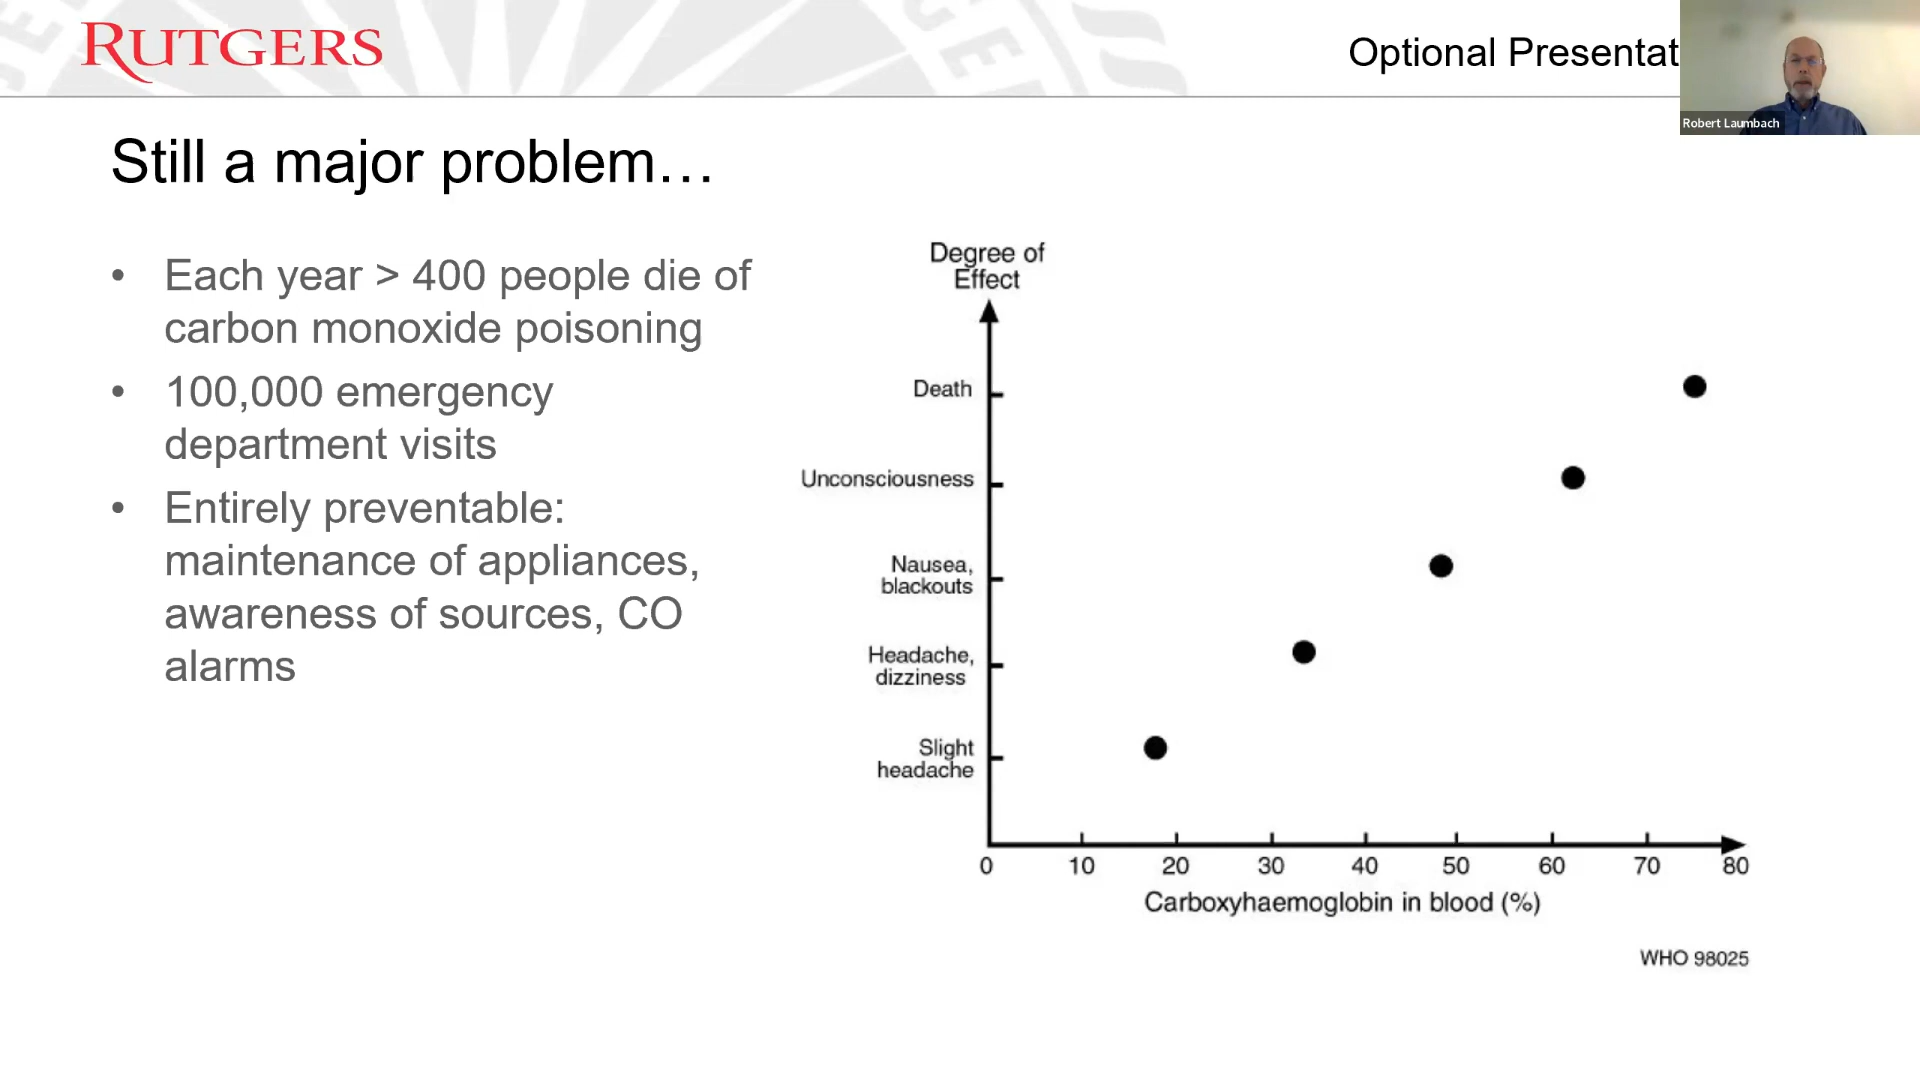 RUTGERS
Optional Presentat
Robert Laumbach
Still a major problem…
• Each year > 400 people die of
carbon monoxide poisoning
• 100,000 emergency
department visits
• Entirely preventable:
maintenance of appliances,
awareness of sources, CO
alarms
Degree of
Effect
Death
Unconsciousness
Nausea,
blackouts
Headache,
dizziness
Slight
headache
0 10 20 30 40 50 60 70 80
Carboxyhaemoglobin in blood (%)
WHO 98025